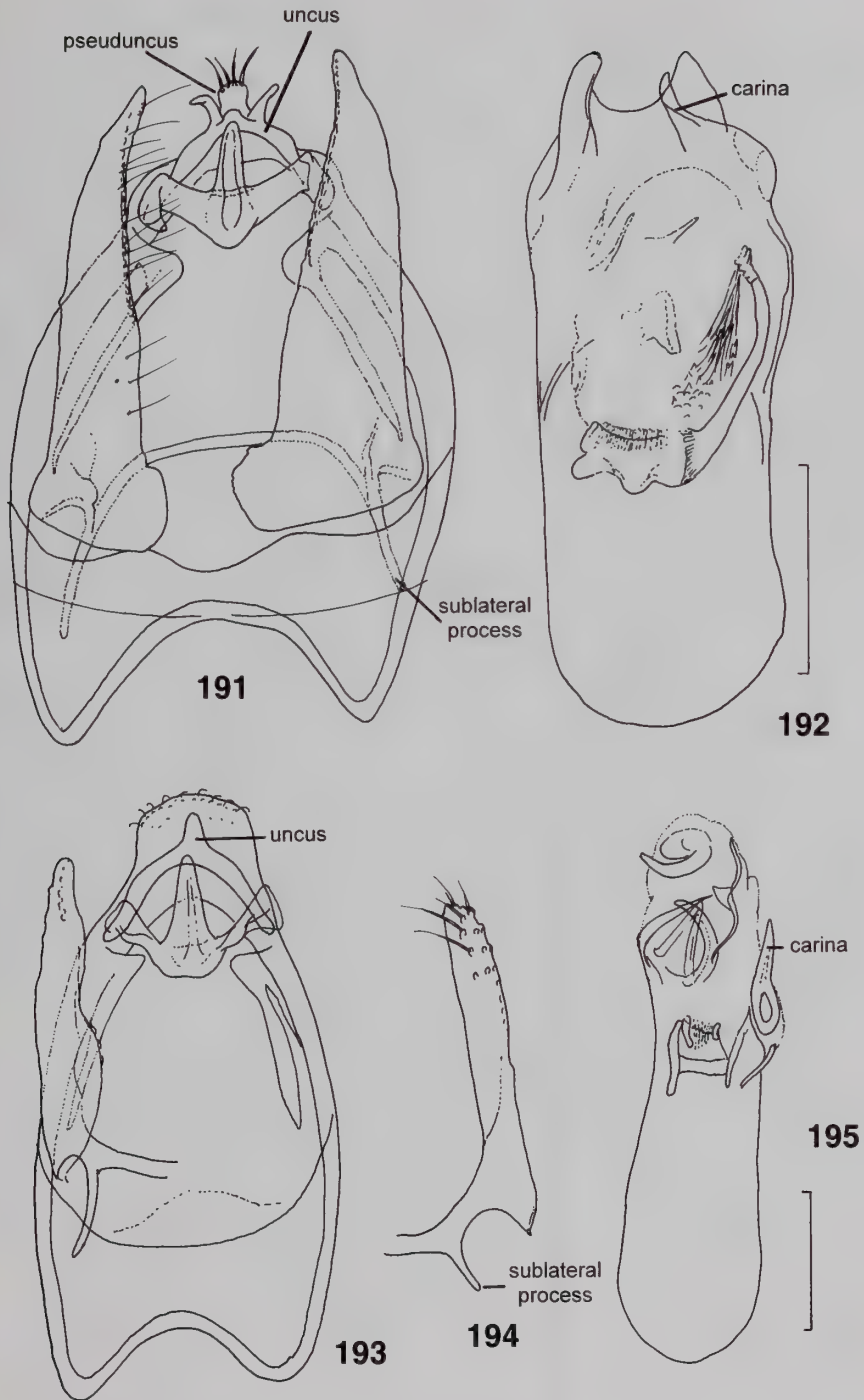 uncus
pseuduncus
carina
sublateral
process
191
192
uncus
carina
195
sublateral
process
194
193